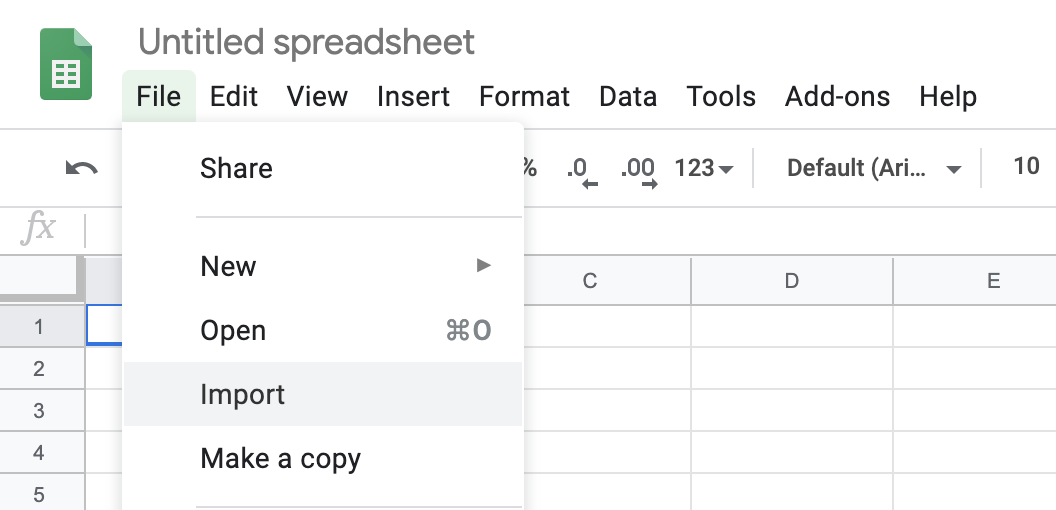 Untitled spreadsheet
File Edit View Insert Format Data Tools Add-ons Help
Share
% .0 .00 123 Default (Ari... 10
fx
New
C D E
1
Open ⌘O
2
Import
3
Make a copy
4
5